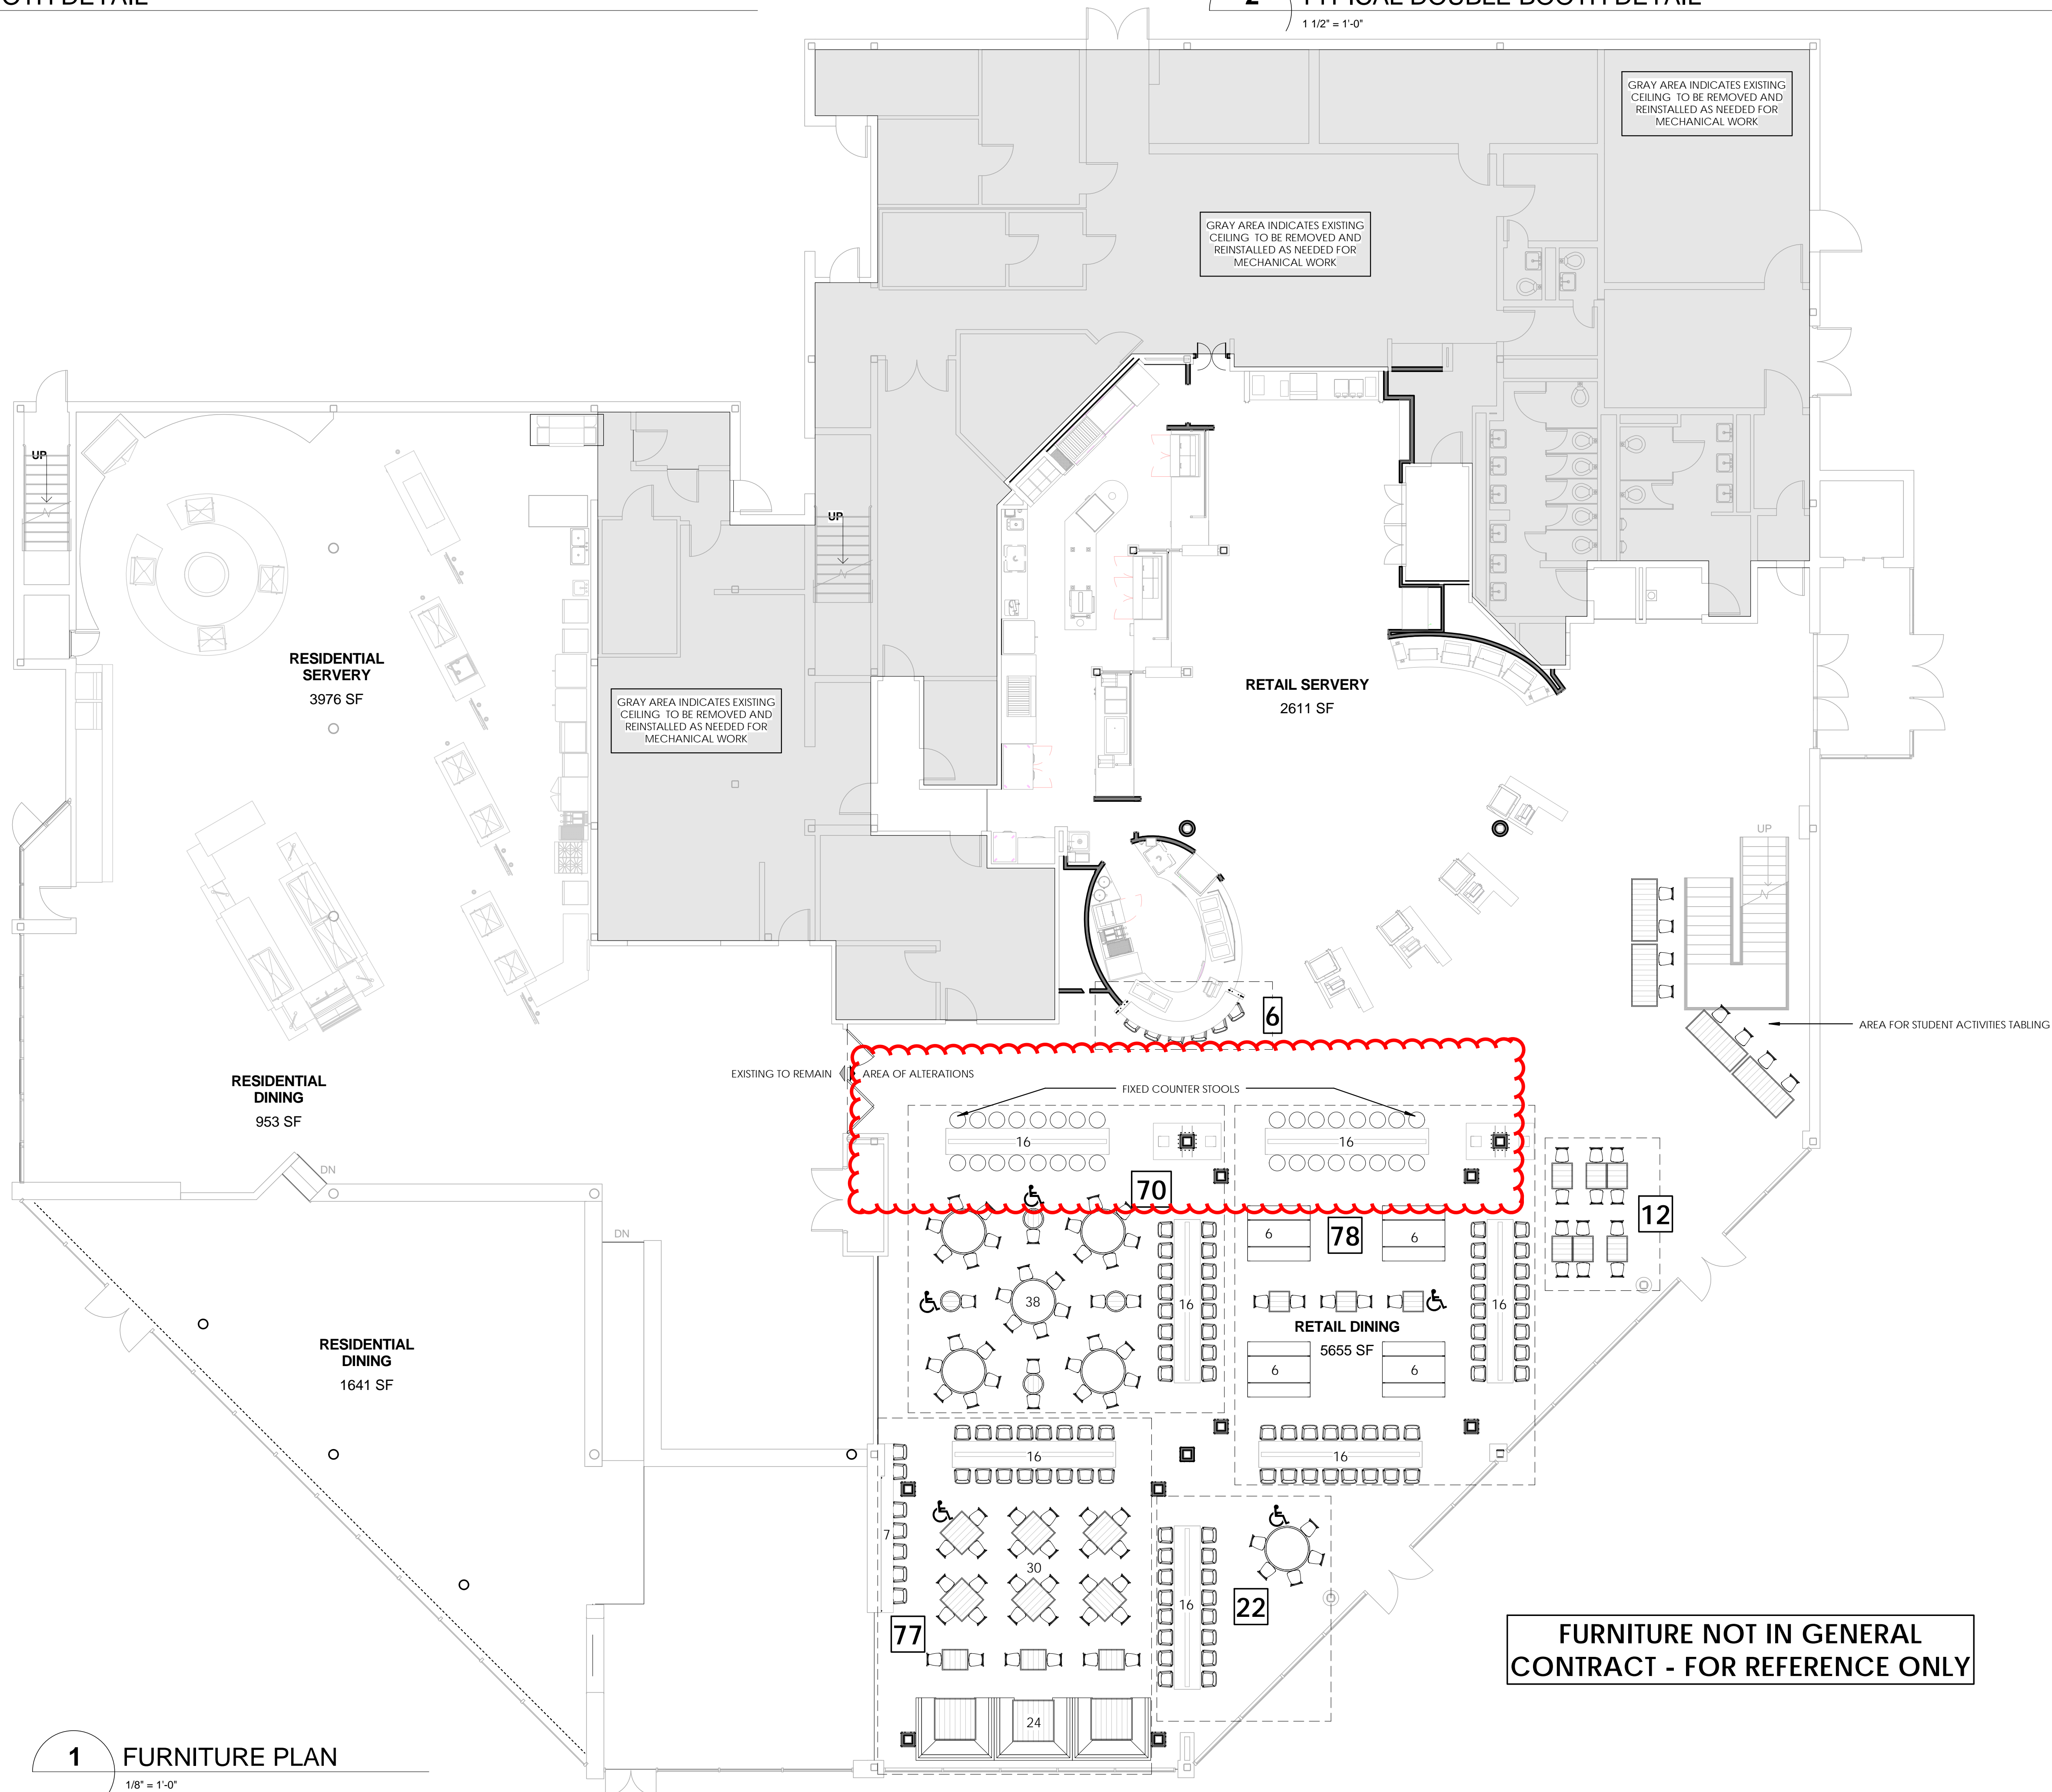 2
1 1/2" = 1'-0"
GRAY AREA INDICATES EXISTING
CEILING TO BE REMOVED AND
REINSTALLED AS NEEDED FOR
MECHANICAL WORK
GRAY AREA INDICATES EXISTING
CEILING TO BE REMOVED AND
REINSTALLED AS NEEDED FOR
MECHANICAL WORK
UP
UP
RESIDENTIAL
SERVERY
3976 SF
GRAY AREA INDICATES EXISTING
CEILING TO BE REMOVED AND
REINSTALLED AS NEEDED FOR
MECHANICAL WORK
RETAIL SERVERY
2611 SF
UP
6
AREA FOR STUDENT ACTIVITIES TABLING
EXISTING TO REMAIN
AREA OF ALTERATIONS
RESIDENTIAL
DINING
953 SF
FIXED COUNTER STOOLS
16
16
DN
70
12
DN
6
78
6
38
16
16
RETAIL DINING
5655 SF
RESIDENTIAL
DINING
1641 SF
6
6
16
16
7
30
16
22
77
FURNITURE NOT IN GENERAL
CONTRACT - FOR REFERENCE ONLY
24
1
FURNITURE PLAN
1/8" = 1'-0"